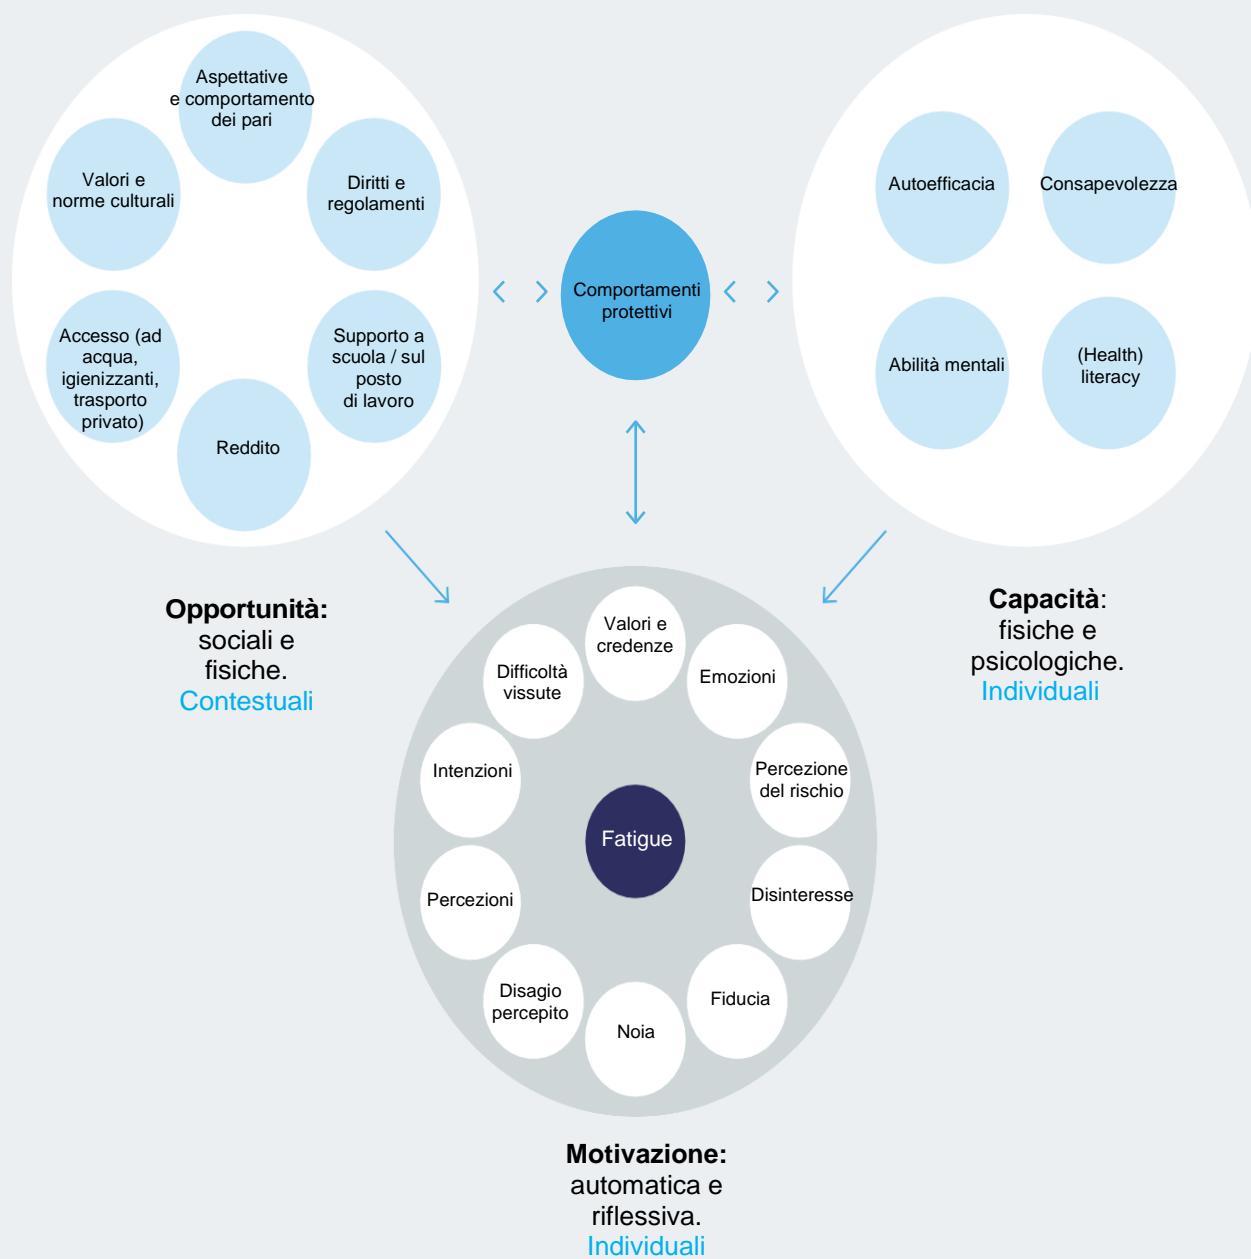 Aspettative
e comportamento
dei pari
Valori e
norme culturali
Diritti e
regolamenti
Accesso (ad
acqua,
igienizzanti,
trasporto
privato)
Supporto a
scuola / sul
posto
di lavoro
Reddito
Comportamenti
protettivi
Autoefficacia
Consapevolezza
Abilità mentali
(Health)
literacy
Opportunità:
sociali e
fisiche.
Contestuali
Capacità:
fisiche e
psicologiche.
Individuali
Valori e
credenze
Difficoltà
vissute
Emozioni
Intenzioni
Percezione
del rischio
Fatigue
Percezioni
Disinteresse
Disagio
percepito
Fiducia
Noia
Motivazione:
automatica e
riflessiva.
Individuali